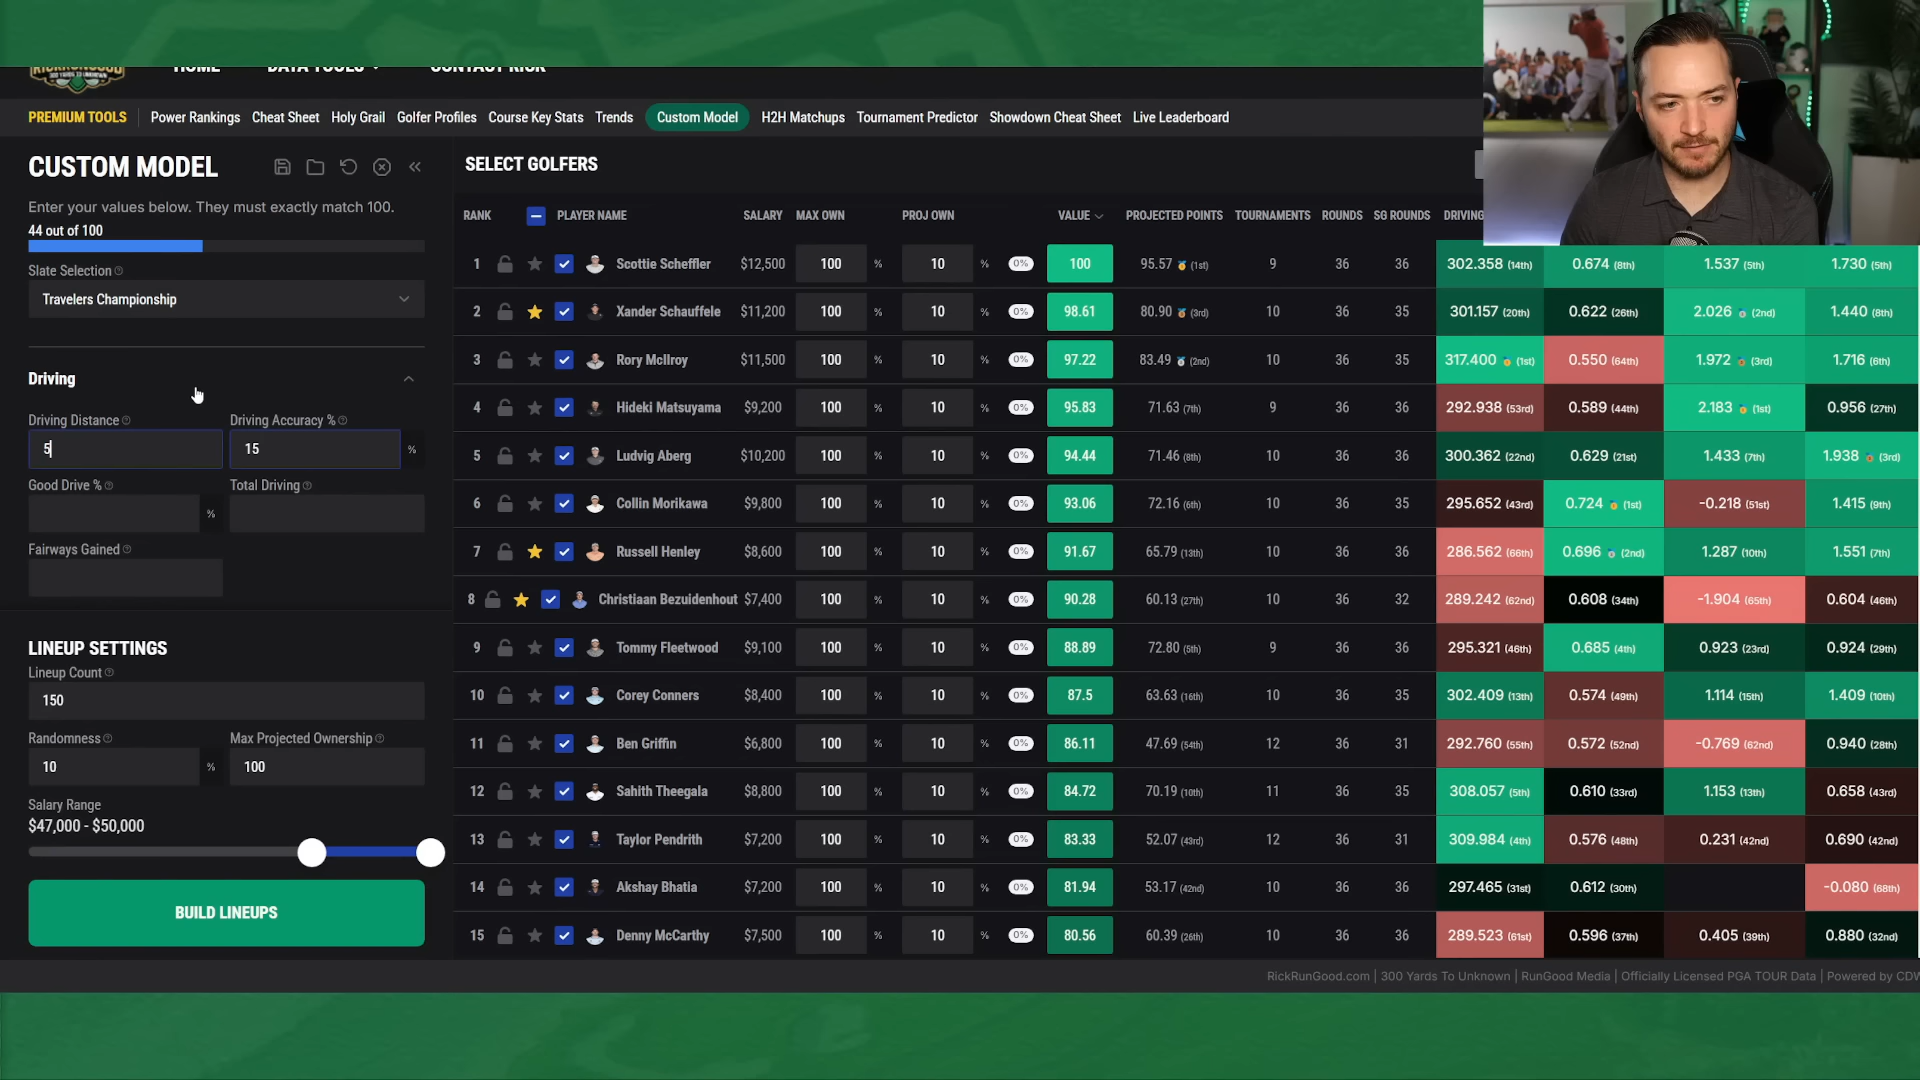 RICKRUNGOOD
300 YARDS TO UNKNOWN
HOME DATA TOOLS CONTACT RICK
PREMIUM TOOLS Power Rankings Cheat Sheet Holy Grail Golfer Profiles Course Key Stats Trends Custom Model H2H Matchups Tournament Predictor Showdown Cheat Sheet Live Leaderboard
CUSTOM MODEL
Enter your values below. They must exactly match 100.
44 out of 100
Slate Selection
Travelers Championship
Driving
Driving Distance Driving Accuracy %
5 15 %
Good Drive % Total Driving
%
Fairways Gained
LINEUP SETTINGS
Lineup Count
150
Randomness Max Projected Ownership
10 % 100
Salary Range
$47,000 - $50,000
BUILD LINEUPS
SELECT GOLFERS
RANK PLAYER NAME SALARY MAX OWN PROJ OWN VALUE PROJECTED POINTS TOURNAMENTS ROUNDS SG ROUNDS DRIVING
1 Scottie Scheffler $12,500 100 % 10 % 0% 100 95.57 (1st) 9 36 36 302.358 (14th) 0.674 (8th) 1.537 (5th) 1.730 (5th)
2 Xander Schauffele $11,200 100 % 10 % 0% 98.61 80.90 (3rd) 10 36 35 301.157 (20th) 0.622 (26th) 2.026 (2nd) 1.440 (8th)
3 Rory McIlroy $11,500 100 % 10 % 0% 97.22 83.49 (2nd) 10 36 35 317.400 (1st) 0.550 (64th) 1.972 (3rd) 1.716 (6th)
4 Hideki Matsuyama $9,200 100 % 10 % 0% 95.83 71.63 (7th) 9 36 36 292.938 (53rd) 0.589 (44th) 2.183 (1st) 0.956 (27th)
5 Ludvig Aberg $10,200 100 % 10 % 0% 94.44 71.46 (8th) 10 36 36 300.362 (22nd) 0.629 (21st) 1.433 (7th) 1.938 (3rd)
6 Collin Morikawa $9,800 100 % 10 % 0% 93.06 72.16 (6th) 10 36 35 295.652 (43rd) 0.724 (1st) -0.218 (51st) 1.415 (9th)
7 Russell Henley $8,600 100 % 10 % 0% 91.67 65.79 (13th) 10 36 36 286.562 (66th) 0.696 (2nd) 1.287 (10th) 1.551 (7th)
8 Christiaan Bezuidenhout $7,400 100 % 10 % 0% 90.28 60.13 (27th) 10 36 32 289.242 (62nd) 0.608 (34th) -1.904 (65th) 0.604 (46th)
9 Tommy Fleetwood $9,100 100 % 10 % 0% 88.89 72.80 (5th) 9 36 36 295.321 (46th) 0.685 (4th) 0.923 (23rd) 0.924 (29th)
10 Corey Conners $8,400 100 % 10 % 0% 87.5 63.63 (16th) 10 36 35 302.409 (13th) 0.574 (49th) 1.114 (15th) 1.409 (10th)
11 Ben Griffin $6,800 100 % 10 % 0% 86.11 47.69 (54th) 12 36 31 292.760 (55th) 0.572 (52nd) -0.769 (62nd) 0.940 (28th)
12 Sahith Theegala $8,800 100 % 10 % 0% 84.72 70.19 (10th) 11 36 35 308.057 (5th) 0.610 (33rd) 1.153 (13th) 0.658 (43rd)
13 Taylor Pendrith $7,200 100 % 10 % 0% 83.33 52.07 (43rd) 12 36 31 309.984 (4th) 0.576 (48th) 0.231 (42nd) 0.690 (42nd)
14 Akshay Bhatia $7,200 100 % 10 % 0% 81.94 53.17 (42nd) 10 36 36 297.465 (31st) 0.612 (30th) -0.080 (68th)
15 Denny McCarthy $7,500 100 % 10 % 0% 80.56 60.39 (26th) 10 36 36 289.523 (61st) 0.596 (37th) 0.405 (39th) 0.880 (32nd)
RickRunGood.com | 300 Yards To Unknown | RunGood Media | Officially Licensed PGA TOUR Data | Powered by CDW